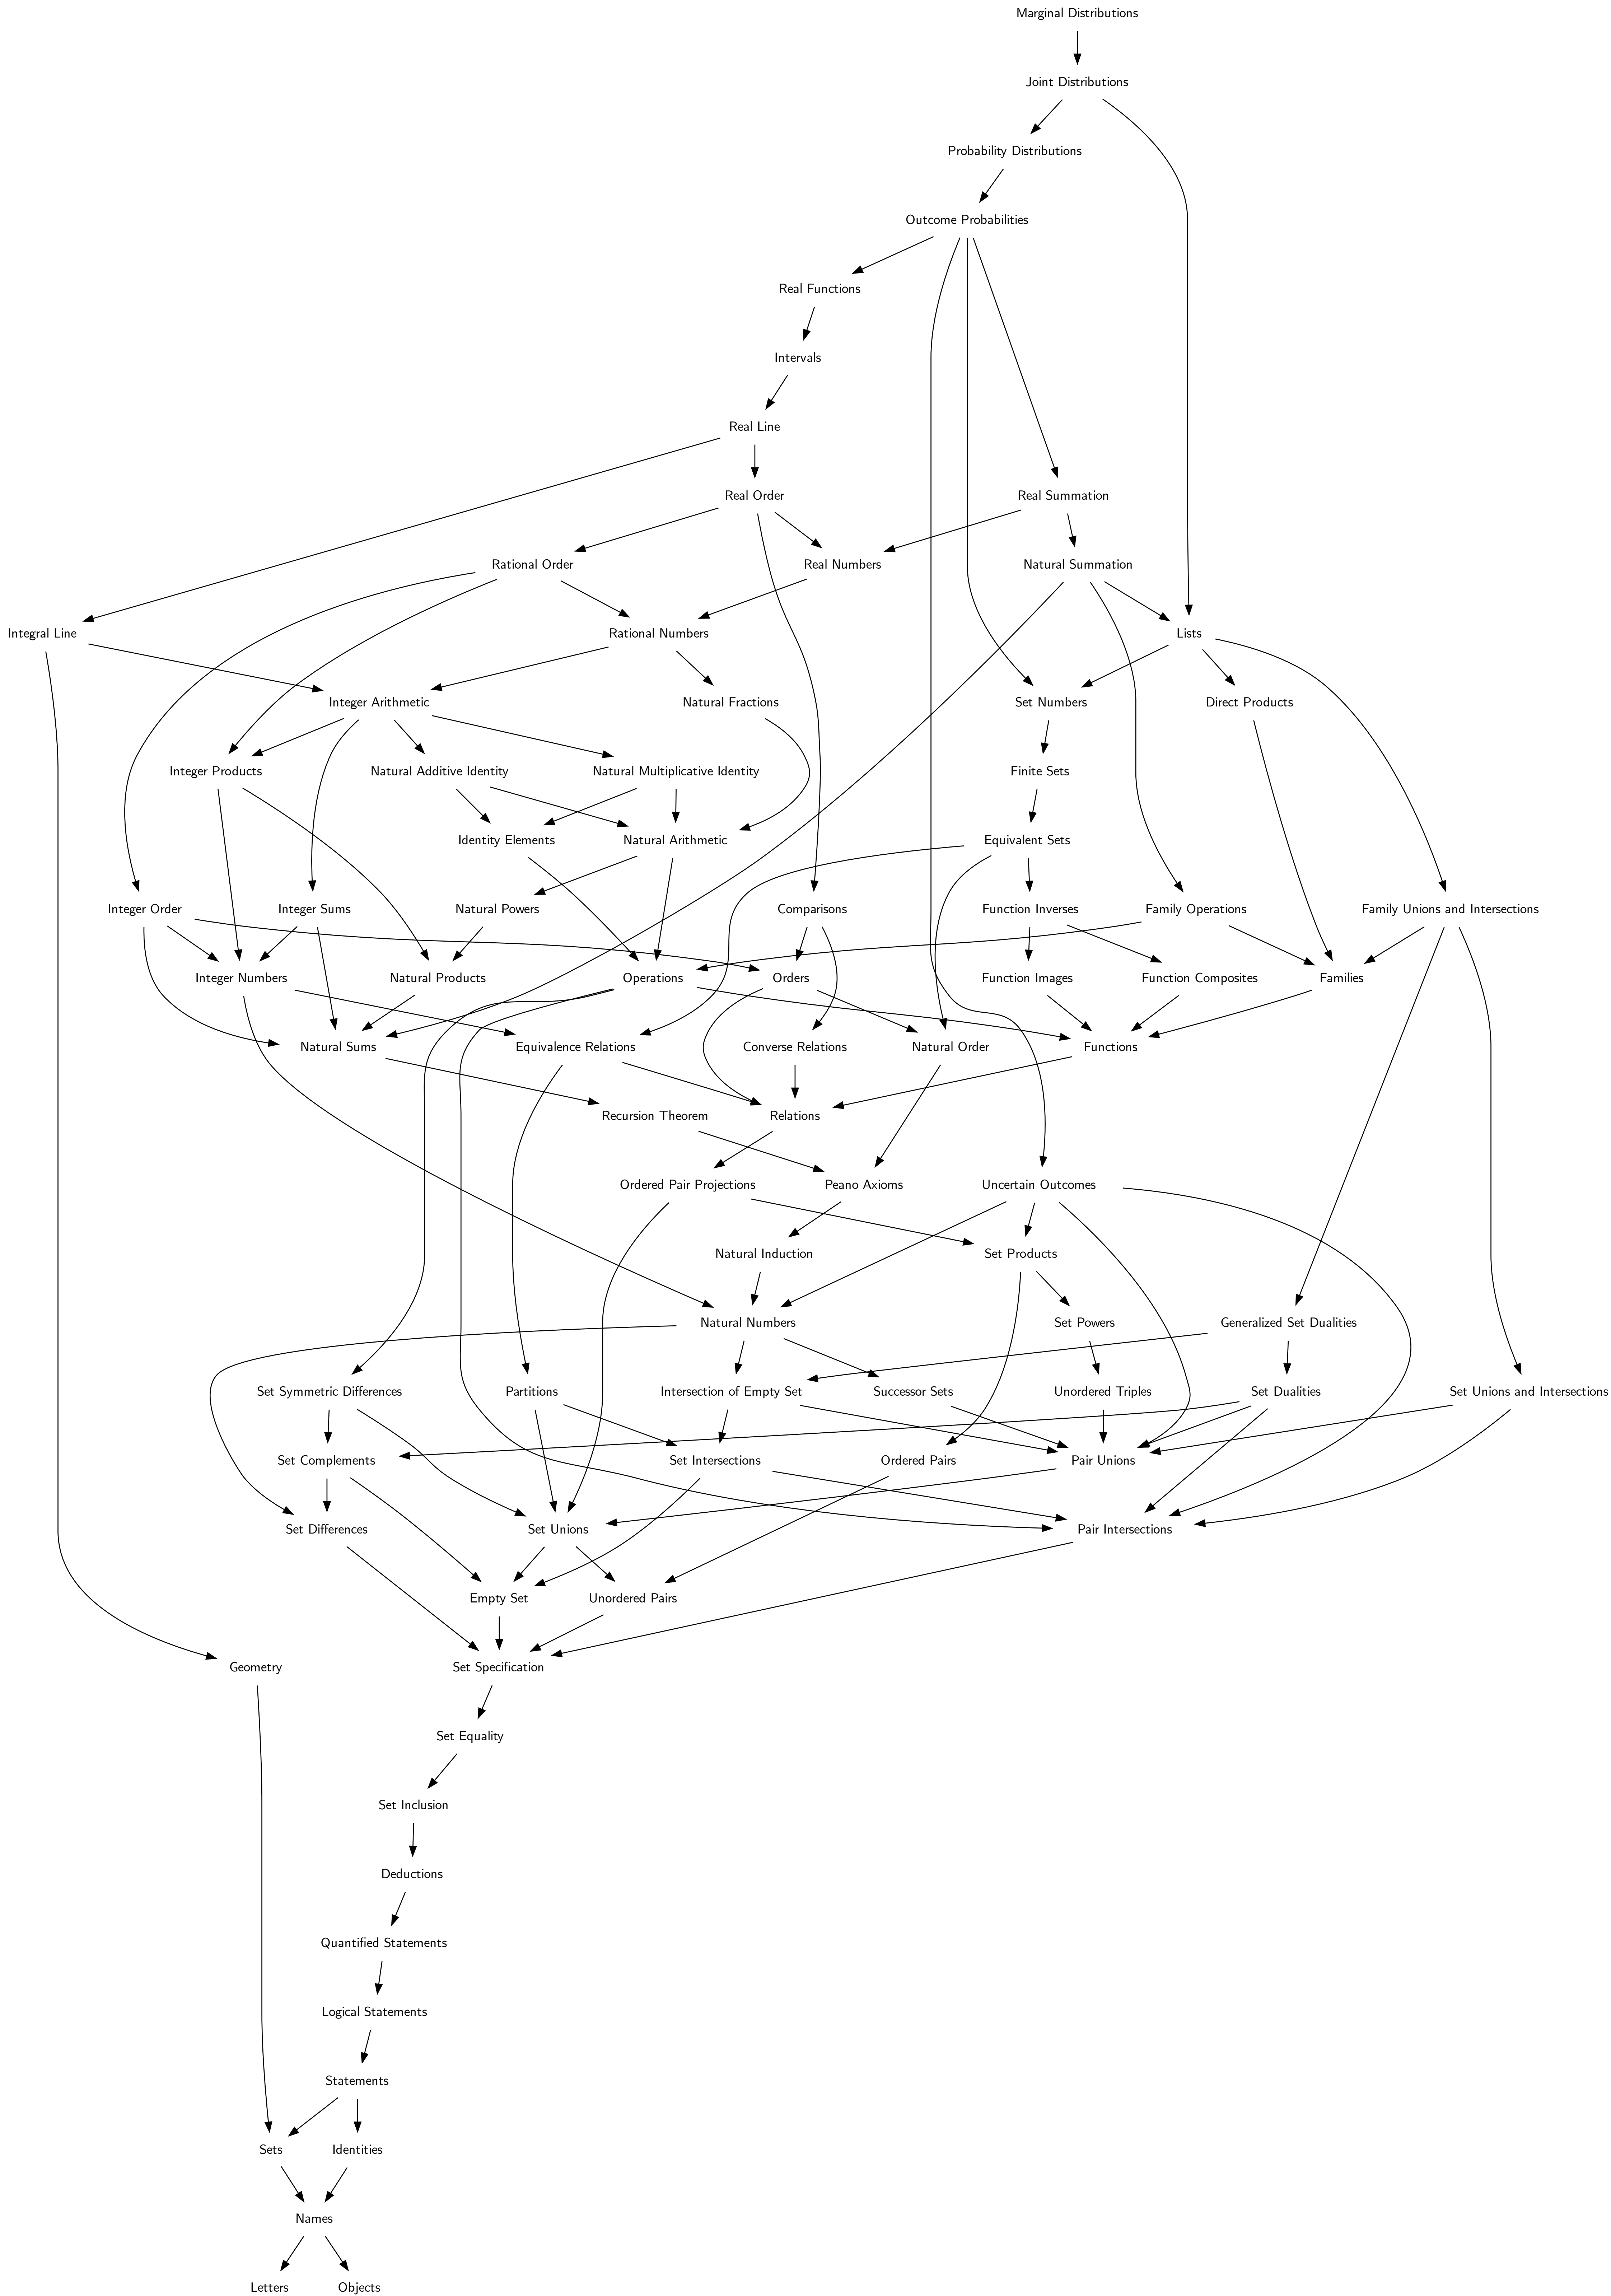 Marginal Distributions
Joint Distributions
Probability Distributions
Outcome Probabilities
Real Functions
Intervals
Real Line
Real Order
Real Summation
Rational Order
Real Numbers
Natural Summation
Integral Line
Rational Numbers
Lists
Integer Arithmetic
Natural Fractions
Set Numbers
Direct Products
Integer Products
Natural Additive Identity
Natural Multiplicative Identity
Finite Sets
Identity Elements
Natural Arithmetic
Equivalent Sets
Integer Order
Integer Sums
Natural Powers
Comparisons
Function Inverses
Family Operations
Family Unions and Intersections
Integer Numbers
Natural Products
Operations
Orders
Function Images
Function Composites
Families
Natural Sums
Equivalence Relations
Converse Relations
Natural Order
Functions
Recursion Theorem
Relations
Ordered Pair Projections
Peano Axioms
Uncertain Outcomes
Natural Induction
Set Products
Natural Numbers
Set Powers
Generalized Set Dualities
Set Symmetric Differences
Partitions
Intersection of Empty Set
Successor Sets
Unordered Triples
Set Dualities
Set Unions and Intersections
Set Complements
Set Intersections
Ordered Pairs
Pair Unions
Set Differences
Set Unions
Pair Intersections
Empty Set
Unordered Pairs
Geometry
Set Specification
Set Equality
Set Inclusion
Deductions
Quantified Statements
Logical Statements
Statements
Sets
Identities
Names
Letters
Objects